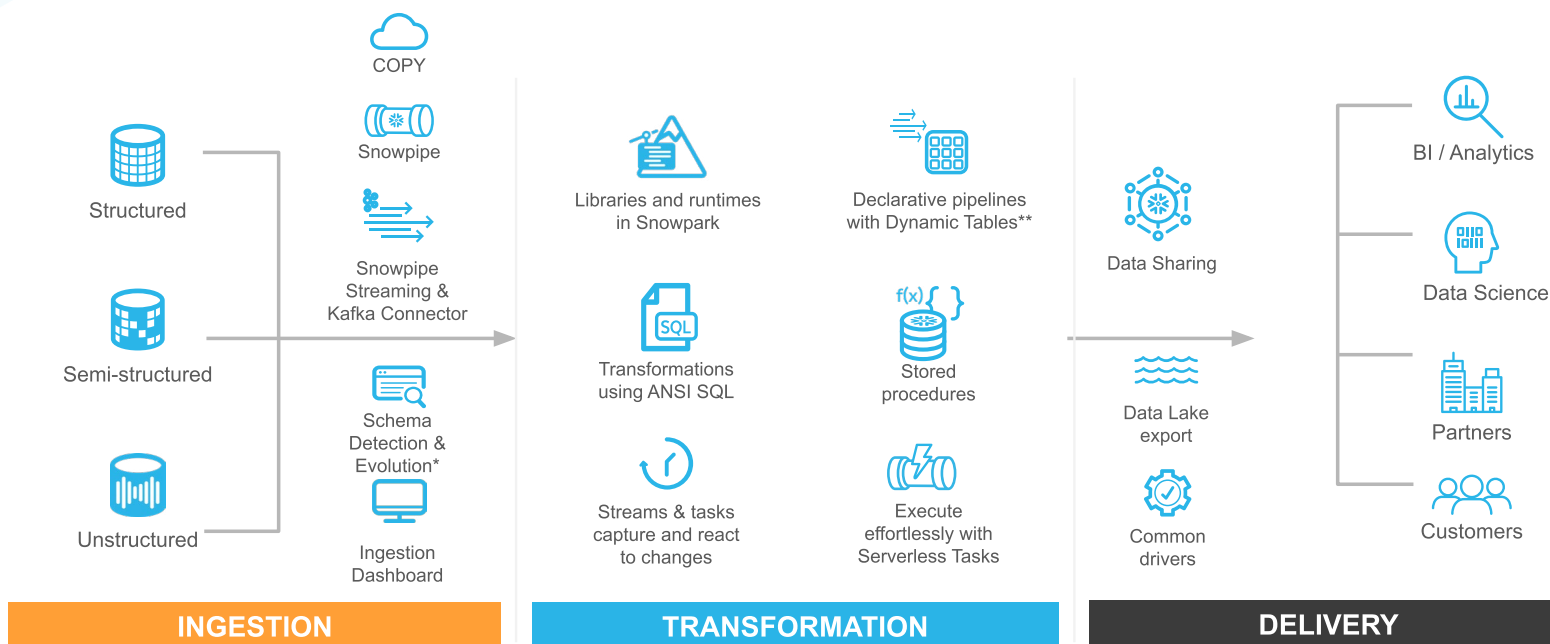 Structured
Semi-structured
Unstructured
COPY
Snowpipe
Snowpipe
Streaming &
Kafka Connector
Schema
Detection &
Evolution*
Ingestion
Dashboard
INGESTION
Libraries and runtimes
in Snowpark
Declarative pipelines
with Dynamic Tables**
SQL
Transformations
using ANSI SQL
f(x) { }
Stored
procedures
Streams & tasks
capture and react
to changes
Execute
effortlessly with
Serverless Tasks
TRANSFORMATION
Data Sharing
Data Lake
export
Common
drivers
BI / Analytics
Data Science
Partners
Customers
DELIVERY